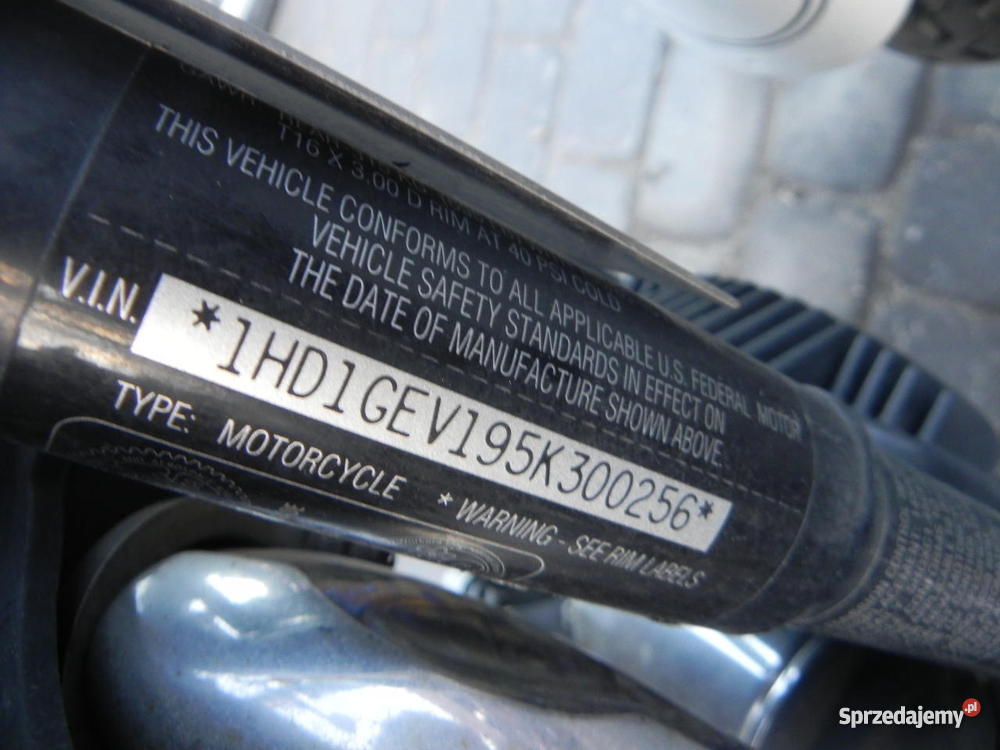 T16 X 3.00 D RIM AT 40 PSI COLD
THIS VEHICLE CONFORMS TO ALL APPLICABLE U.S. FEDERAL MOTOR
VEHICLE SAFETY STANDARDS IN EFFECT ON
THE DATE OF MANUFACTURE SHOWN ABOVE.
V.I.N. *1HD1GEV195K300256*
TYPE: MOTORCYCLE * WARNING - SEE RIM LABELS
Sprzedajemy.pl